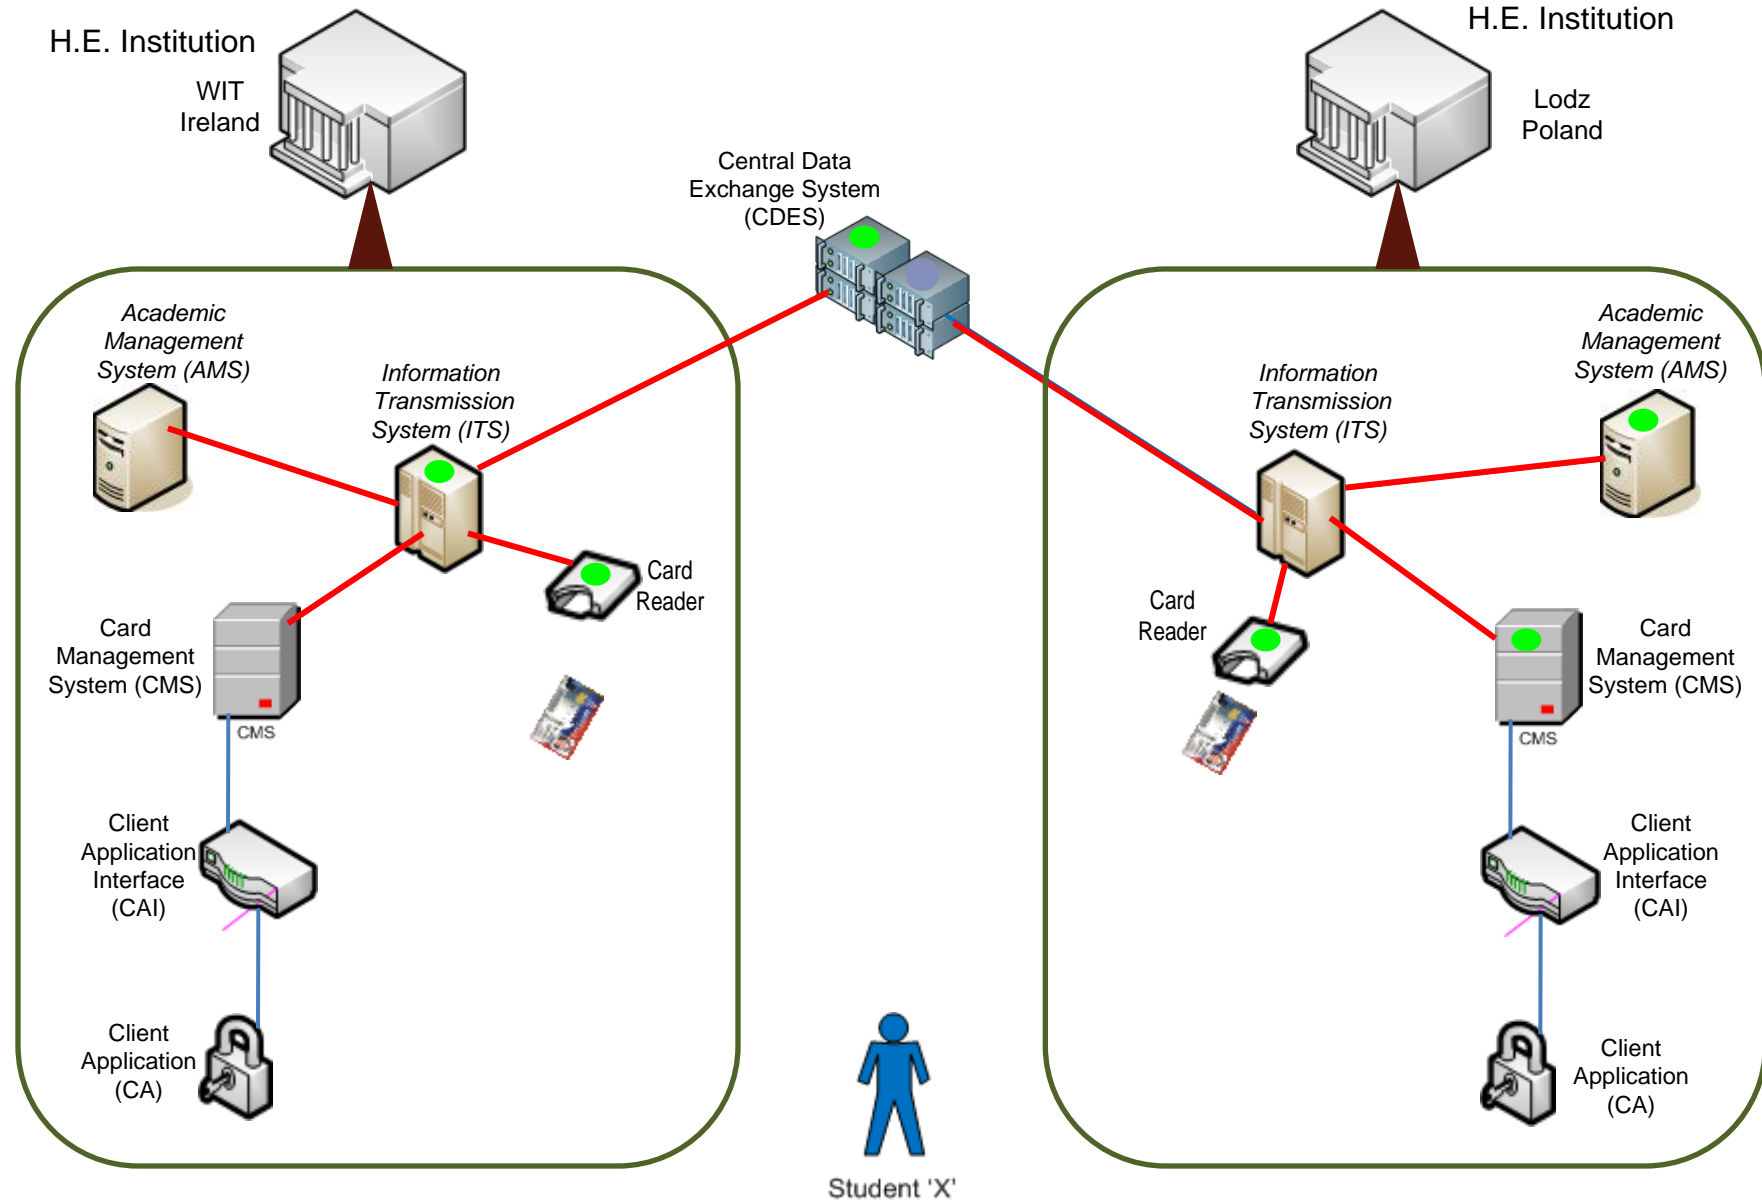 H.E. Institution
WIT
Ireland
H.E. Institution
Lodz
Poland
Central Data
Exchange System
(CDES)
Academic
Management
System (AMS)
Information
Transmission
System (ITS)
Card
Reader
Card
Management
System (CMS)
CMS
Client
Application
Interface
(CAI)
Client
Application
(CA)
Academic
Management
System (AMS)
Information
Transmission
System (ITS)
Card
Reader
Card
Management
System (CMS)
CMS
Client
Application
Interface
(CAI)
Client
Application
(CA)
Student 'X'